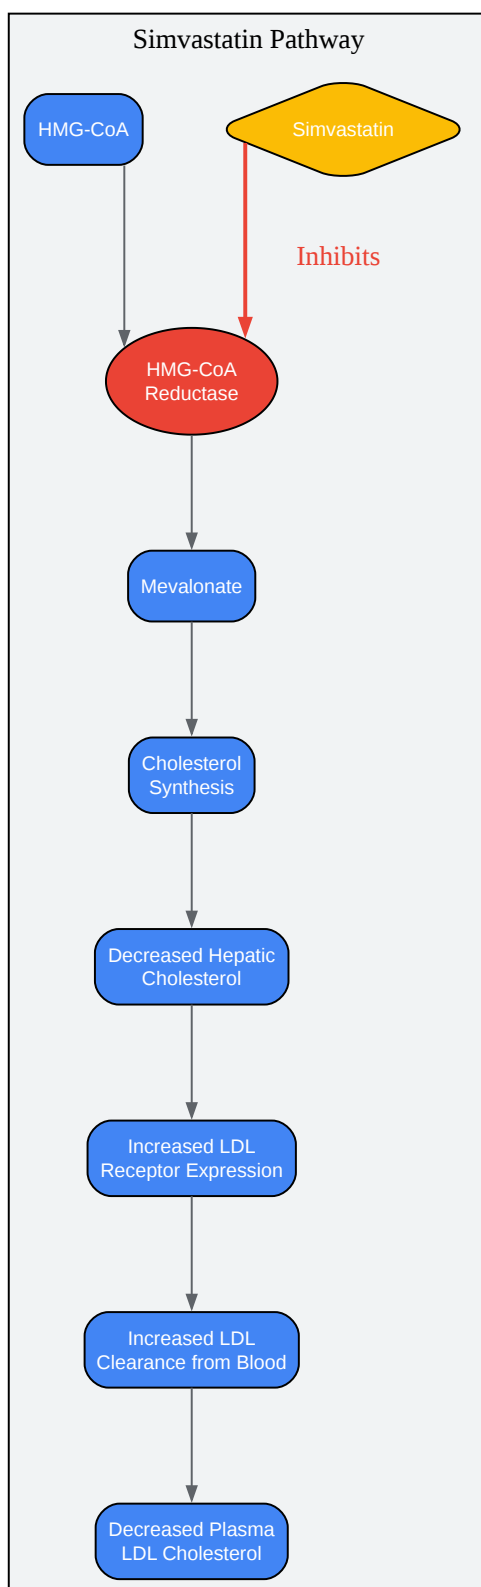 Simvastatin Pathway
HMG-CoA
Simvastatin
Inhibits
HMG-CoA
Reductase
Mevalonate
Cholesterol
Synthesis
Decreased Hepatic
Cholesterol
Increased LDL
Receptor Expression
Increased LDL
Clearance from Blood
Decreased Plasma
LDL Cholesterol